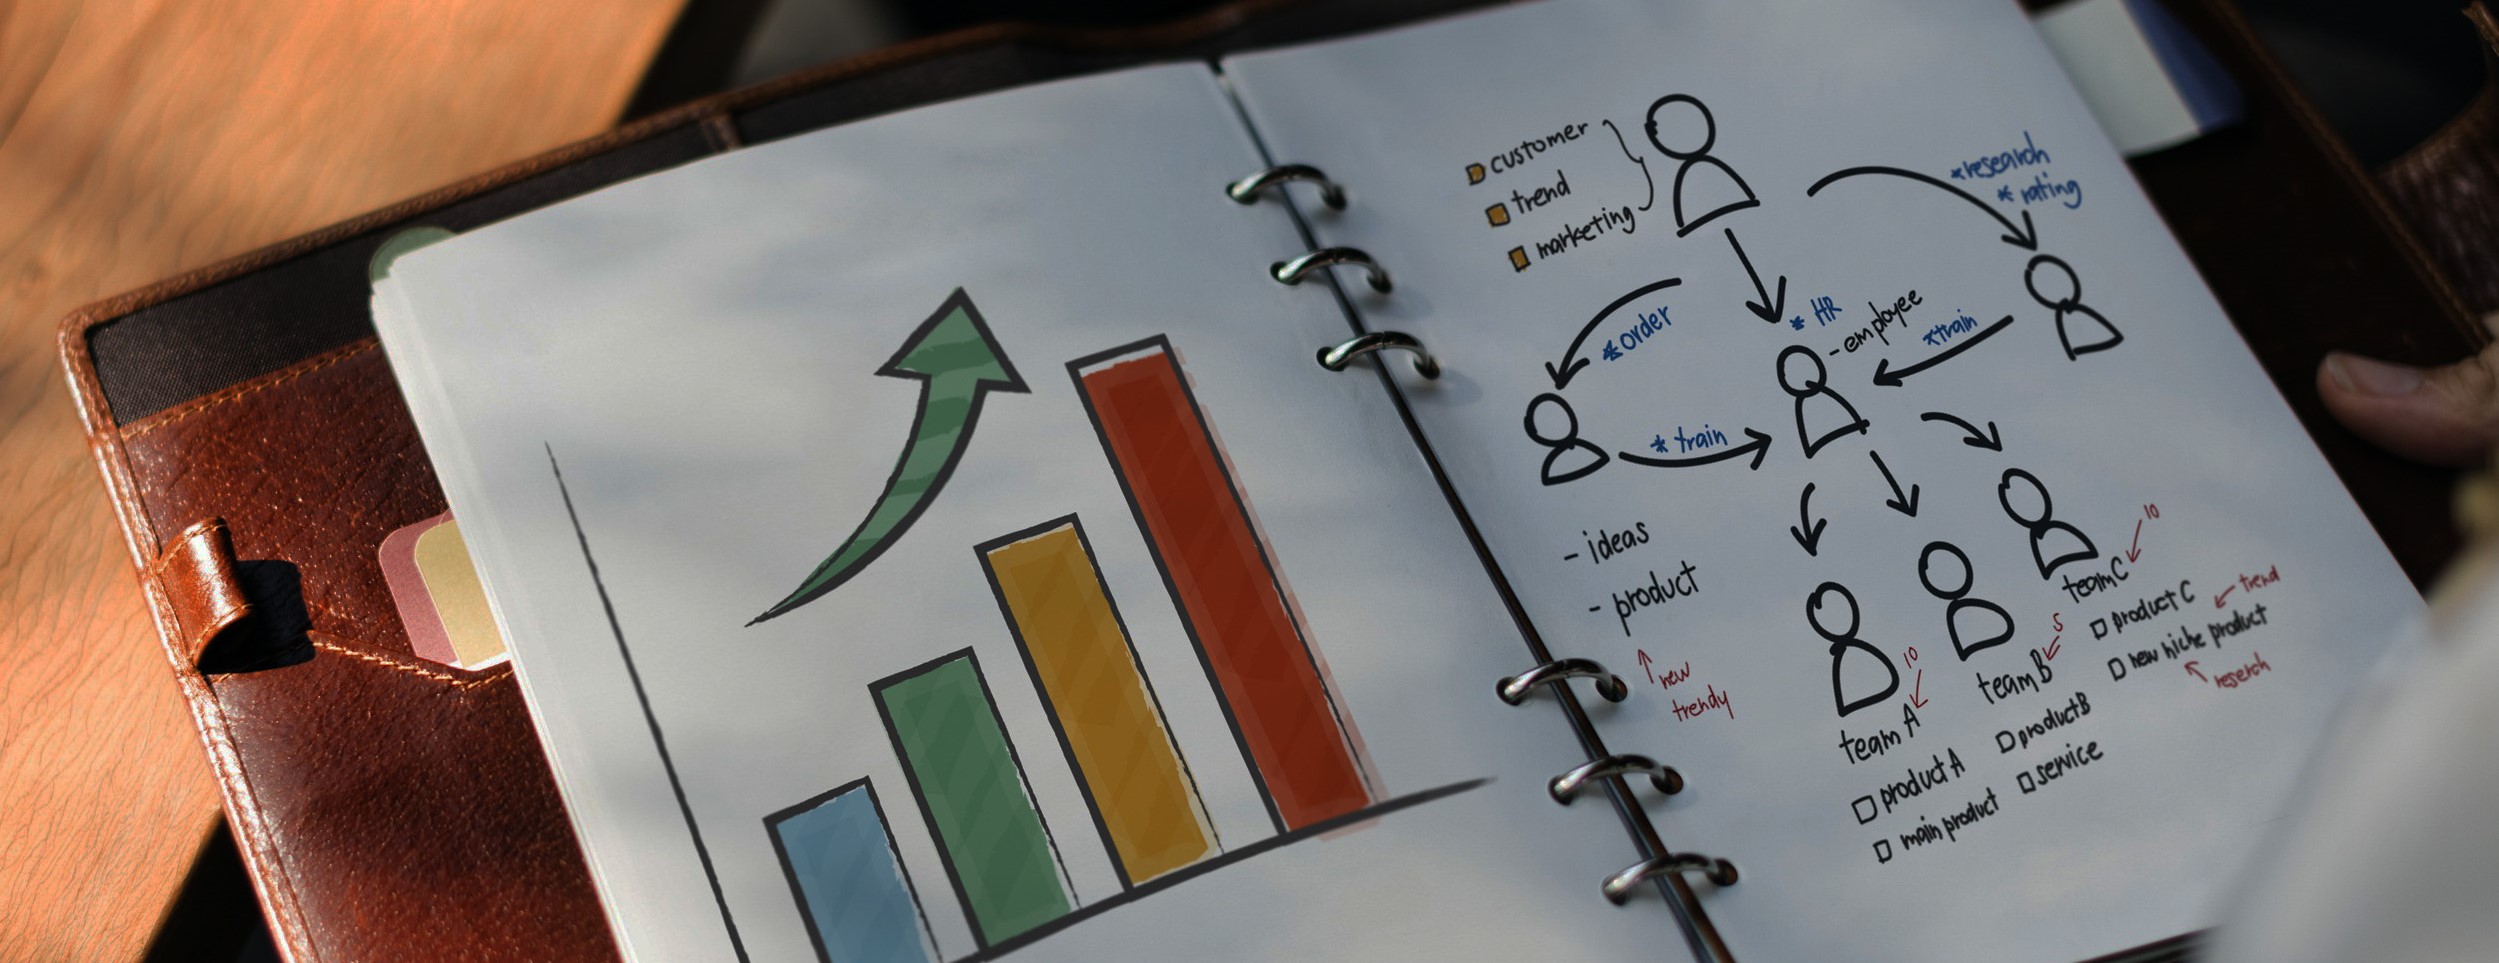 customer
trend
marketing
*research
* rating
*order
* HR
- employee
*train
* train
- ideas
- product
new
trendy
10
team A
product A
main product
5
team B
productB
service
10
team C
product C
trend
new niche product
reserch